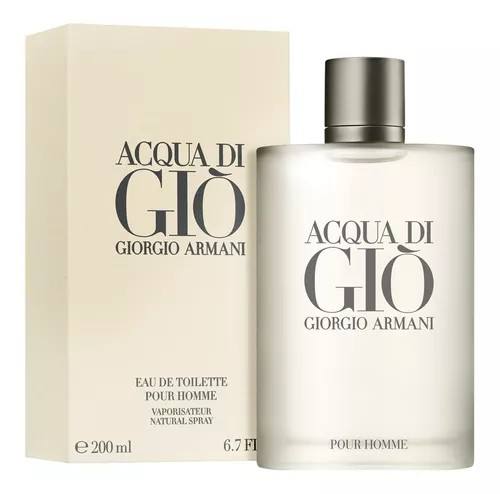 ACQUA DI
GIÒ
GIORGIO ARMANI
EAU DE TOILETTE
POUR HOMME
VAPORISATEUR
NATURAL SPRAY
℮ 200 ml 6.7 F
ACQUA DI
GIÒ
GIORGIO ARMANI
POUR HOMME